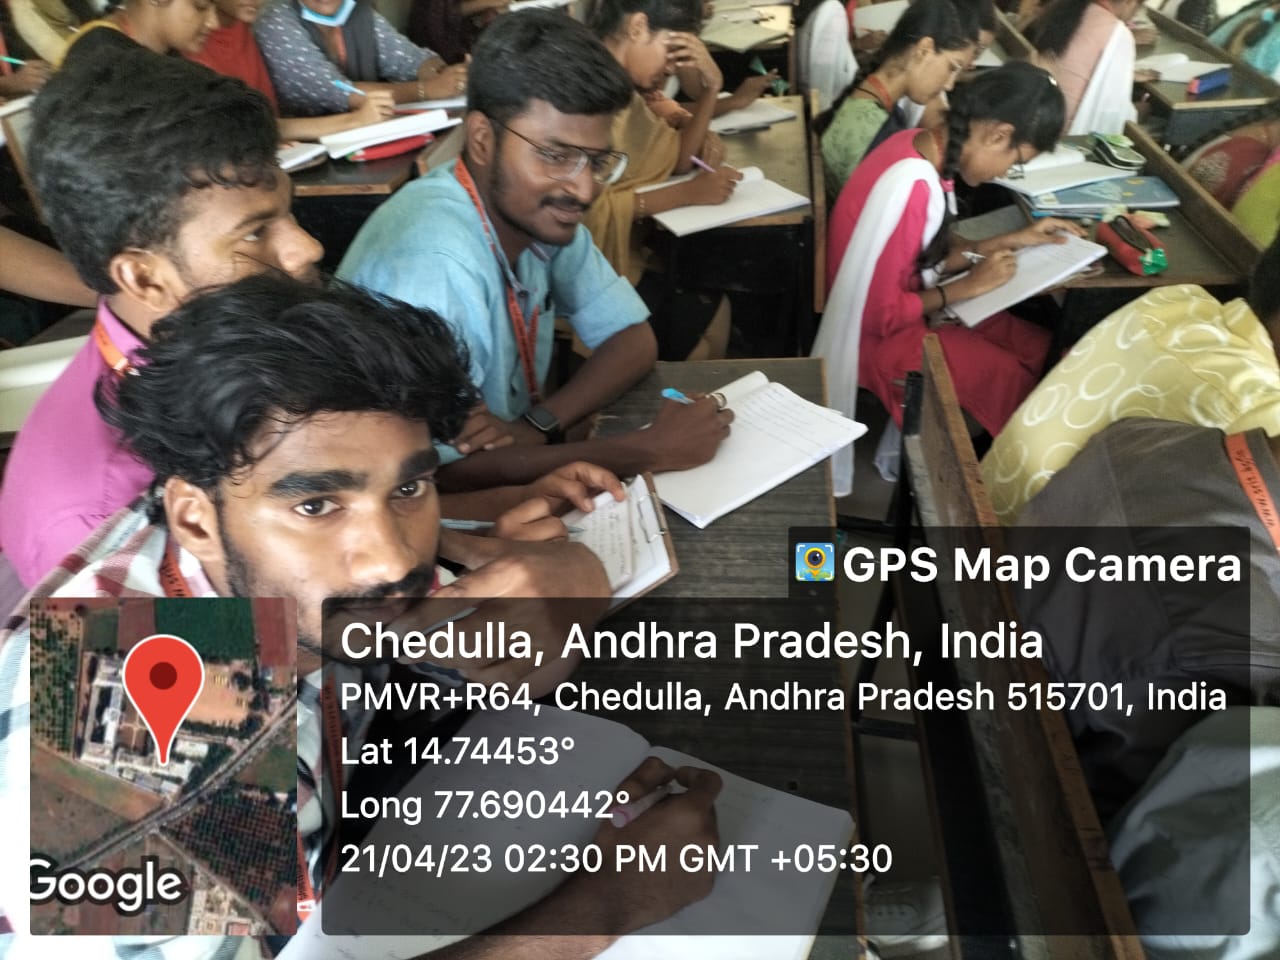 GPS Map Camera
Chedulla, Andhra Pradesh, India
PMVR+R64, Chedulla, Andhra Pradesh 515701, India
Lat 14.74453°
Long 77.690442°
21/04/23 02:30 PM GMT +05:30
Google